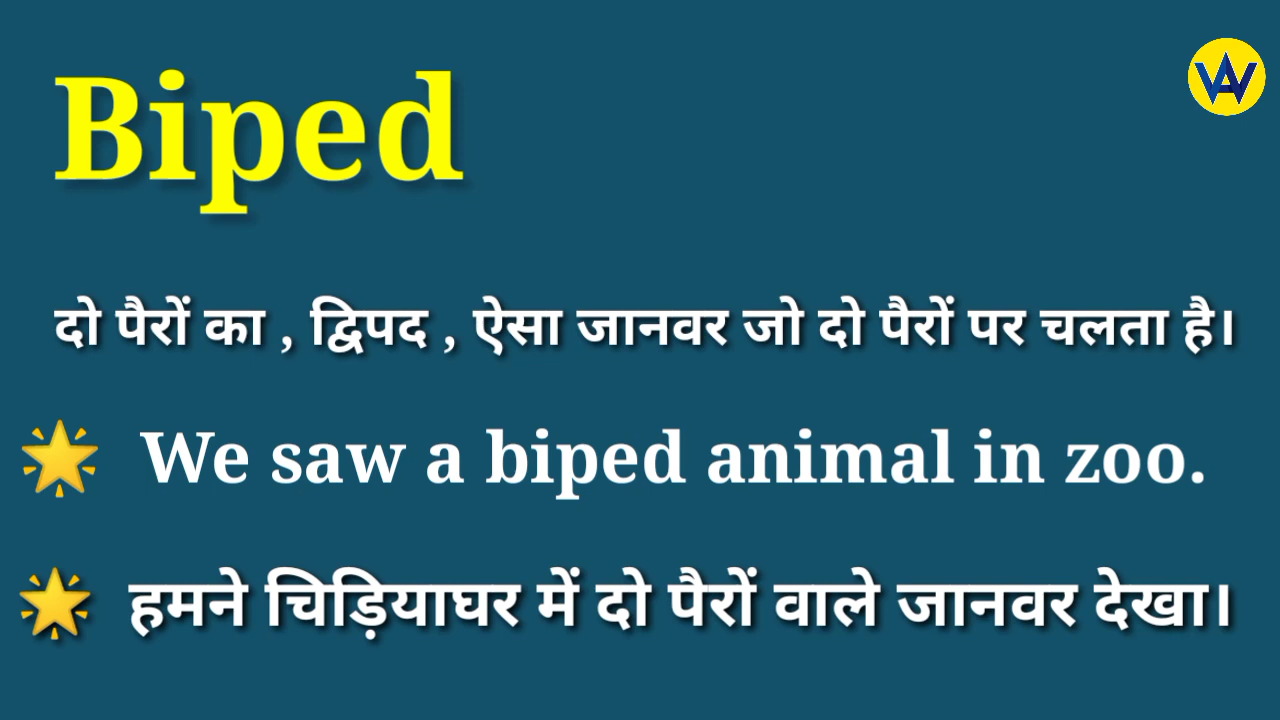 Biped
दो पैरों का , द्विपद , ऐसा जानवर जो दो पैरों पर चलता है।
We saw a biped animal in zoo.
हमने चिड़ियाघर में दो पैरों वाले जानवर देखा।